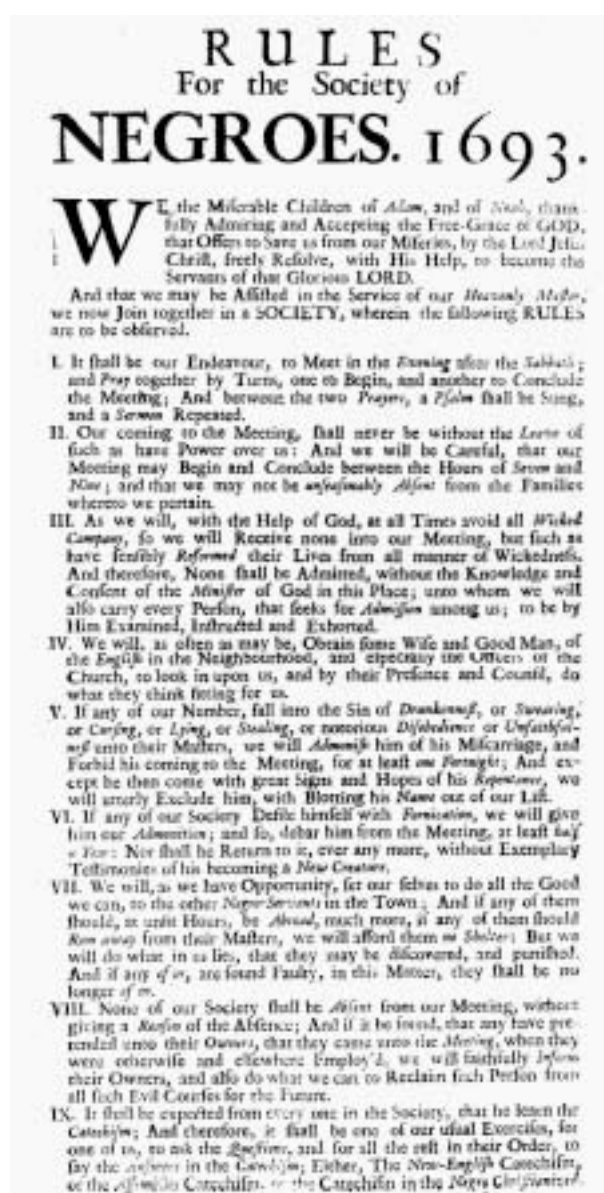 RULES
For the Society of
NEGROES. 1693.
WE the Miserable Children of Adam, and of Noah, thank-
fully Admiring and Accepting the Free-Grace of GOD,
that Offers to Save us from our Miseries, by the Lord Jesus
Christ, freely Resolve, with His Help, to become the
Servants of that Glorious LORD.
And that we may be Assisted in the Service of our Heavenly Master,
we now Join together in a SOCIETY, wherein the following RULES
are to be observed.
I. It shall be our Endeavour, to Meet in the Evening after the Sabbath;
and Pray together by Turns, one to Begin, and another to Conclude
the Meeting; And between the two Prayers, a Psalm shall be Sung,
and a Sermon Repeated.
II. Our coming to the Meeting, shall never be without the Leave of
such as have Power over us: And we will be Careful, that our
Meeting may Begin and Conclude between the Hours of Seven and
Nine; and that we may not be unseasonably Absent from the Families
whereto we pertain.
III. As we will, with the Help of God, at all Times avoid all Wicked
Company, so we will Receive none into our Meeting, but such as
have sensibly Reformed their Lives from all manner of Wickedness.
And therefore, None shall be Admitted, without the Knowledge and
Consent of the Minister of God in this Place; unto whom we will
also carry every Person, that seeks for Admission among us; to be by
Him Examined, Instructed and Exhorted.
IV. We will, as often as may be, Obtain some Wise and Good Man, of
the English in the Neighbourhood, and especially the Officers of the
Church, to look in upon us, and by their Presence and Counsil, do
what they think fitting for us.
V. If any of our Number, fall into the Sin of Drunkenness, or Swearing,
or Cursing, or Lying, or Stealing, or notorious Disobedience or Unfaithful-
ness unto their Masters, we will Admonish him of his Miscarriage, and
Forbid his coming to the Meeting, for at least one Fortnight; And ex-
cept he then come with great Signs and Hopes of his Repentance, we
will utterly Exclude him, with Blotting his Name out of our List.
VI. If any of our Society Defile himself with Fornication, we will give
him our Admonition; and so, debar him from the Meeting, at least half
a Year: Nor shall he Return to it, ever any more, without Exemplary
Testimonies of his becoming a New Creature.
VII. We will, as we have Opportunity, set our selves to do all the Good
we can, to the other Negro-Servants in the Town; And if any of them
should, at unfit Hours, be Abroad, much more, if any of them should
Run away from their Masters, we will afford them no Shelter: But we
will do what in us lies, that they may be discovered, and punished.
And if any of us, are found Faulty, in this Matter, they shall be no
longer of us.
VIII. None of our Society shall be Absent from our Meeting, without
giving a Reason of the Absence; And if it be found, that any have pre-
tended unto their Owners, that they came unto the Meeting, when they
were otherwise and elsewhere Employ'd, we will faithfully Inform
their Owners, and also do what we can to Reclaim such Person from
all such Evil Courses for the Future.
IX. It shall be expected from every one in the Society, that he learn the
Catechism; And therefore, it shall be one of our usual Exercises, for
one of us, to ask the Questions, and for all the rest in their Order, to
say the Answers in the Catechism; Either, The New-English Catechism,
or the Assemblies Catechism, or the Catechism in the Negro Christianized.